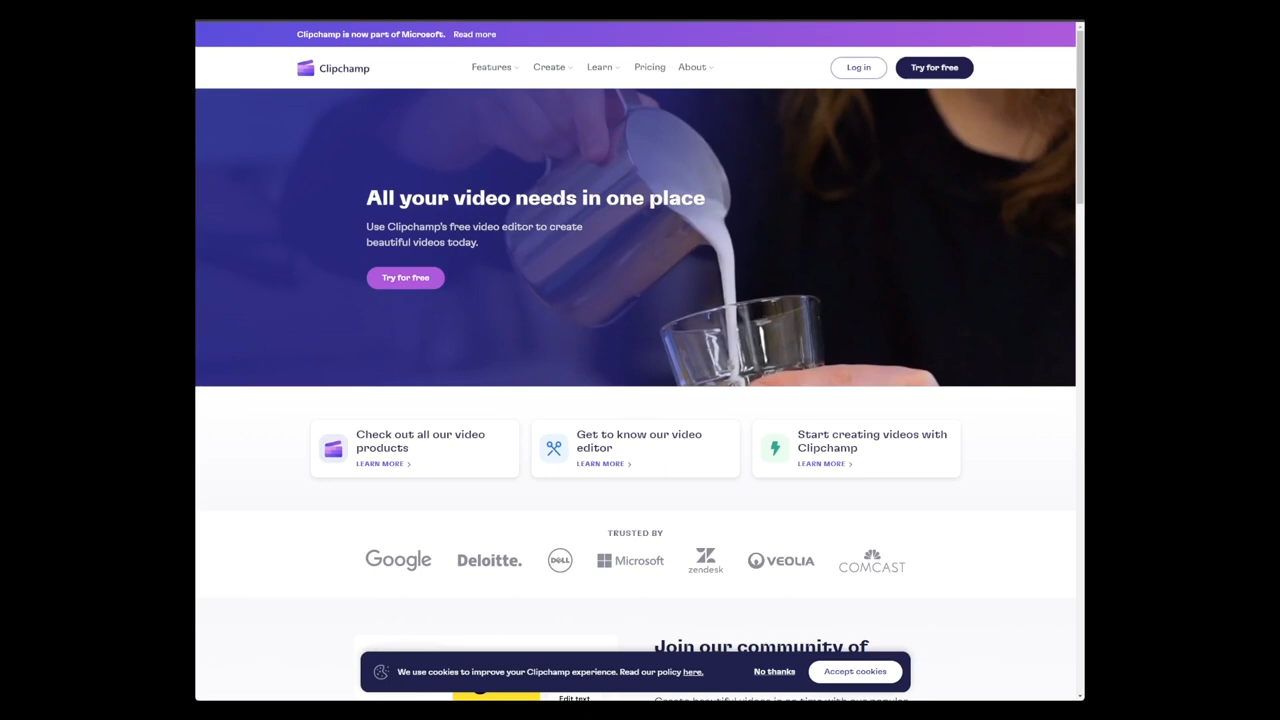 Clipchamp is now part of Microsoft. Read more
Clipchamp
Features
Create
Learn
Pricing
About
Log in
Try for free
All your video needs in one place
Use Clipchamp's free video editor to create
beautiful videos today.
Try for free
Check out all our video
products
LEARN MORE
Get to know our video
editor
LEARN MORE
Start creating videos with
Clipchamp
LEARN MORE
TRUSTED BY
Google
Deloitte.
DELL
Microsoft
zendesk
VEOLIA
COMCAST
Join our community of
We use cookies to improve your Clipchamp experience. Read our policy here.
No thanks
Accept cookies
Edit text